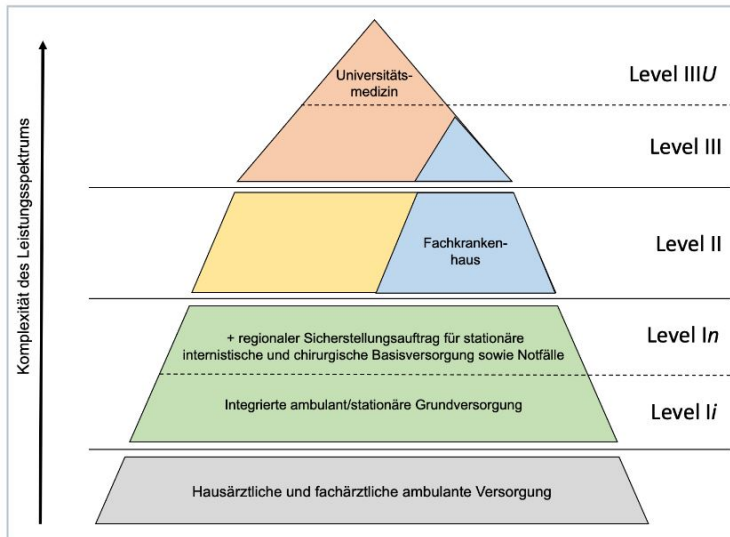 Komplexität des Leistungsspektrums
Universitäts-
medizin
Level IIIU
Level III
Fachkranken-
haus
Level II
+ regionaler Sicherstellungsauftrag für stationäre
internistische und chirurgische Basisversorgung sowie Notfälle
Level In
Integrierte ambulant/stationäre Grundversorgung
Level Ii
Hausärztliche und fachärztliche ambulante Versorgung